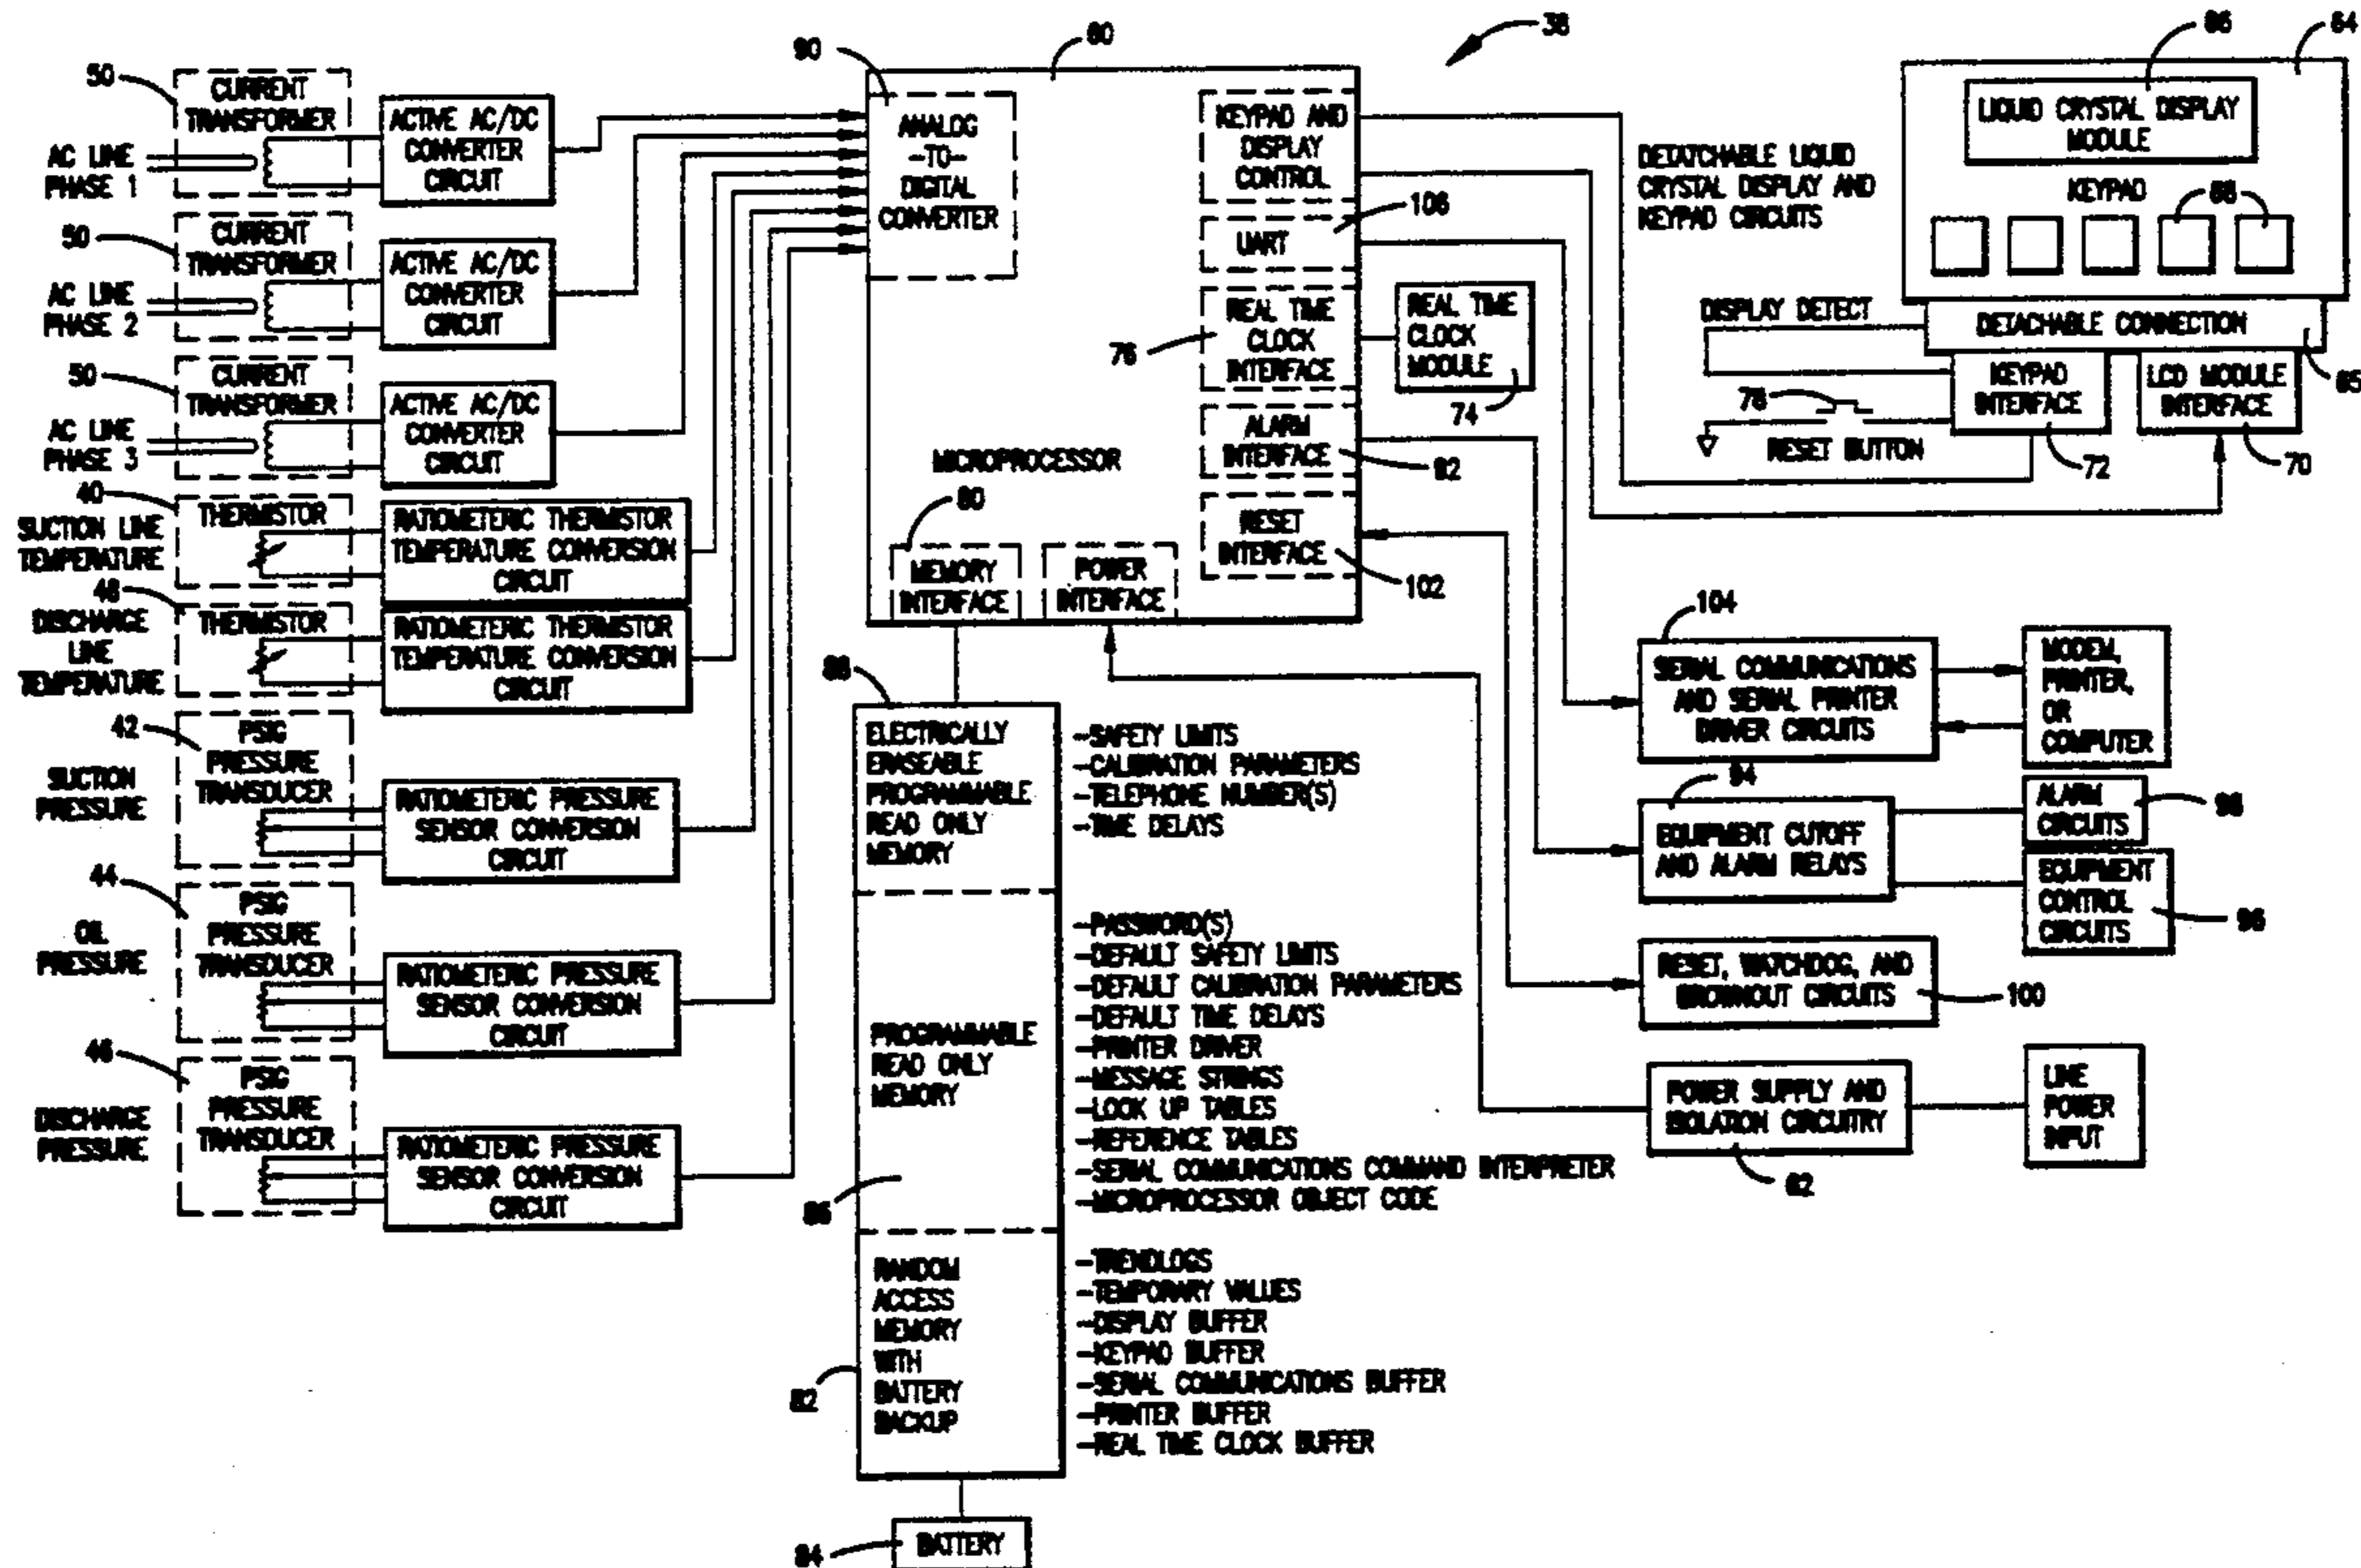 38
50
CURRENT
TRANSFORMER
AC LINE
PHASE 1
ACTIVE AC/DC
CONVERTER
CIRCUIT
50
CURRENT
TRANSFORMER
AC LINE
PHASE 2
ACTIVE AC/DC
CONVERTER
CIRCUIT
50
CURRENT
TRANSFORMER
AC LINE
PHASE 3
ACTIVE AC/DC
CONVERTER
CIRCUIT
40
THERMISTOR
SUCTION LINE
TEMPERATURE
RATIOMETERIC THERMISTOR
TEMPERATURE CONVERSION
CIRCUIT
48
THERMISTOR
DISCHARGE
LINE
TEMPERATURE
RATIOMETERIC THERMISTOR
TEMPERATURE CONVERSION
CIRCUIT
42
PSIG
PRESSURE
TRANSDUCER
SUCTION
PRESSURE
RATIOMETERIC PRESSURE
SENSOR CONVERSION
CIRCUIT
44
PSIG
PRESSURE
TRANSDUCER
OIL
PRESSURE
RATIOMETERIC PRESSURE
SENSOR CONVERSION
CIRCUIT
46
PSIG
PRESSURE
TRANSDUCER
DISCHARGE
PRESSURE
RATIOMETERIC PRESSURE
SENSOR CONVERSION
CIRCUIT
90
ANALOG
-TO-
DIGITAL
CONVERTER
KEYPAD AND
DISPLAY
CONTROL
UART
106
REAL TIME
CLOCK
INTERFACE
76
REAL TIME
CLOCK
MODULE
74
ALARM
INTERFACE
92
RESET
INTERFACE
102
MICROPROCESSOR
80
MEMORY
INTERFACE
POWER
INTERFACE
88
ELECTRICALLY
ERASEABLE
PROGRAMMABLE
READ ONLY
MEMORY
-SAFETY LIMITS
-CALIBRATION PARAMETERS
-TELEPHONE NUMBER(S)
-TIME DELAYS
PROGRAMMABLE
READ ONLY
MEMORY
86
-PASSWORD(S)
-DEFAULT SAFETY LIMITS
-DEFAULT CALIBRATION PARAMETERS
-DEFAULT TIME DELAYS
-PRINTER DRIVER
-MESSAGE STRINGS
-LOOK UP TABLES
-REFERENCE TABLES
-SERIAL COMMUNICATIONS COMMAND INTERPRETER
-MICROPROCESSOR OBJECT CODE
RANDOM
ACCESS
MEMORY
WITH
BATTERY
BACKUP
82
-TRENDLOGS
-TEMPORARY VALUES
-DISPLAY BUFFER
-KEYPAD BUFFER
-SERIAL COMMUNICATIONS BUFFER
-PRINTER BUFFER
-REAL TIME CLOCK BUFFER
84
BATTERY
DETATCHABLE LIQUID
CRYSTAL DISPLAY AND
KEYPAD CIRCUITS
64
66
LIQUID CRYSTAL DISPLAY
MODULE
KEYPAD
68
DISPLAY DETECT
DETACHABLE CONNECTION
65
KEYPAD
INTERFACE
72
LCD MODULE
INTERFACE
70
78
RESET BUTTON
104
SERIAL COMMUNICATIONS
AND SERIAL PRINTER
DRIVER CIRCUITS
MODEM,
PRINTER,
OR
COMPUTER
94
EQUIPMENT CUTOFF
AND ALARM RELAYS
ALARM
CIRCUITS
98
EQUIPMENT
CONTROL
CIRCUITS
96
RESET, WATCHDOG, AND
BROWNOUT CIRCUITS
100
POWER SUPPLY AND
ISOLATION CIRCUITRY
62
LINE
POWER
INPUT